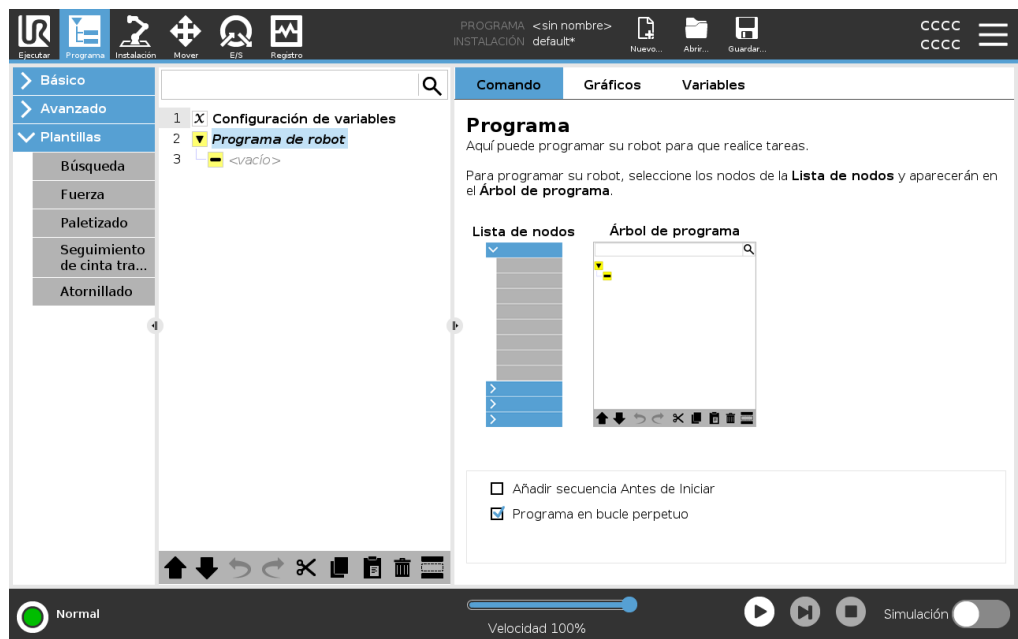 UR
PROGRAMA <sin nombre>
INSTALACIÓN default*
CCCC
CCCC
Ejecutar Programa Instalación Mover E/S Registro Nuevo... Abrir... Guardar...
Básico
Avanzado
Plantillas
Búsqueda
Fuerza
Paletizado
Seguimiento
de cinta tra...
Atornillado
1 X Configuración de variables
2 Programa de robot
3 <vacío>
Comando Gráficos Variables
Programa
Aquí puede programar su robot para que realice tareas.
Para programar su robot, seleccione los nodos de la Lista de nodos y aparecerán en
el Árbol de programa.
Lista de nodos Árbol de programa
Añadir secuencia Antes de Iniciar
Programa en bucle perpetuo
Normal
Velocidad 100%
Simulación